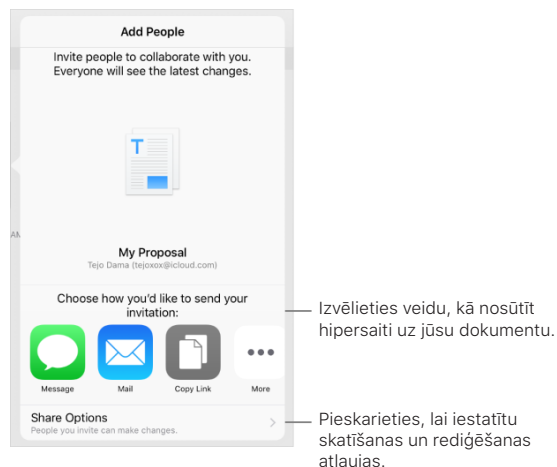 Add People
Invite people to collaborate with you.
Everyone will see the latest changes.
T
AM
My Proposal
Tejo Dama (tejoxox@icloud.com)
Choose how you'd like to send your
invitation:
Message
Mail
Copy Link
More
Share Options
People you invite can make changes.
Izvēlieties veidu, kā nosūtīt
hipersaiti uz jūsu dokumentu.
Pieskarieties, lai iestatītu
skatīšanas un rediģēšanas
atļaujas.